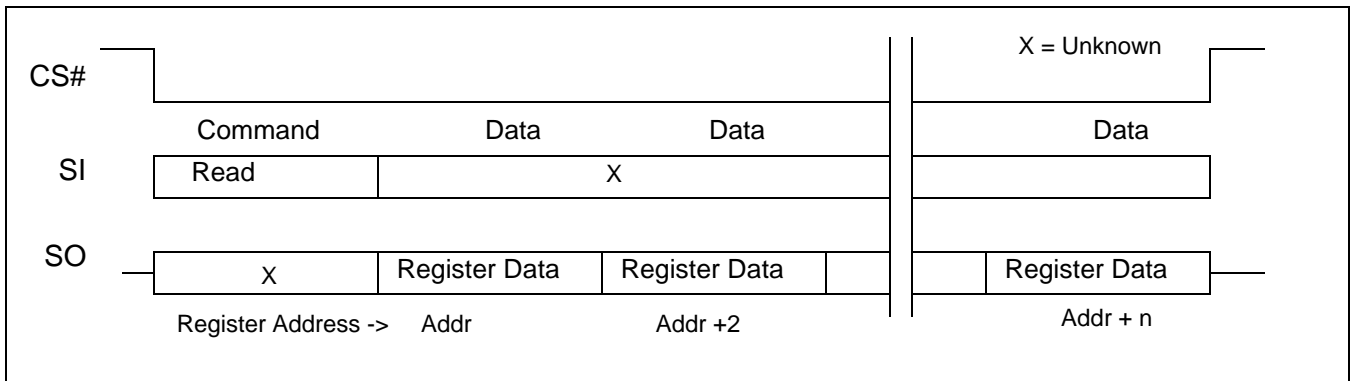 X = Unknown
CS#
Command Data Data Data
SI Read X
SO X Register Data Register Data Register Data
Register Address -> Addr Addr +2 Addr + n